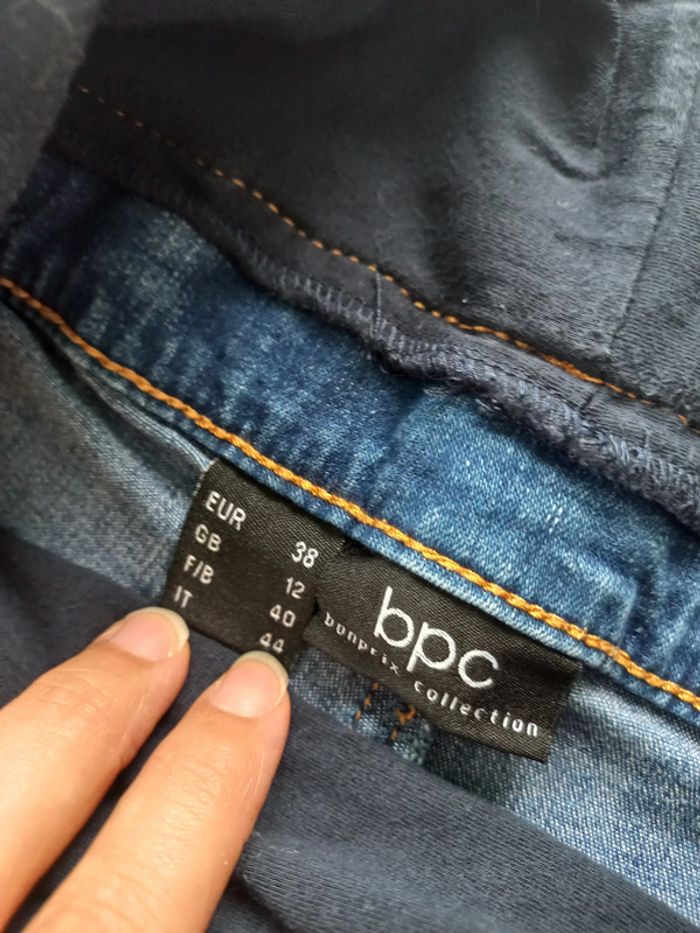 EUR 38
GB 12
F/B 40
IT 44
bpc
bonprix collection